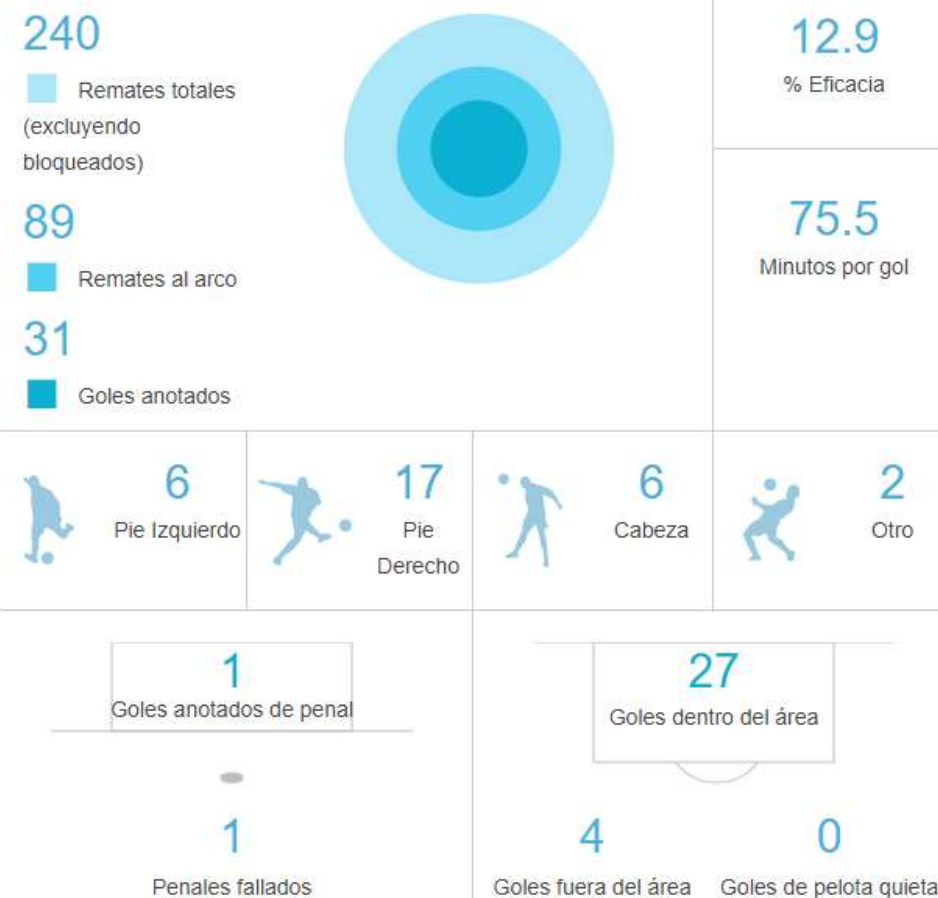 240
Remates totales
(excluyendo
bloqueados)
89
Remates al arco
31
Goles anotados
12.9
% Eficacia
75.5
Minutos por gol
6
Pie Izquierdo
17
Pie
Derecho
6
Cabeza
2
Otro
1
Goles anotados de penal
1
Penales fallados
27
Goles dentro del área
4
Goles fuera del área
0
Goles de pelota quieta